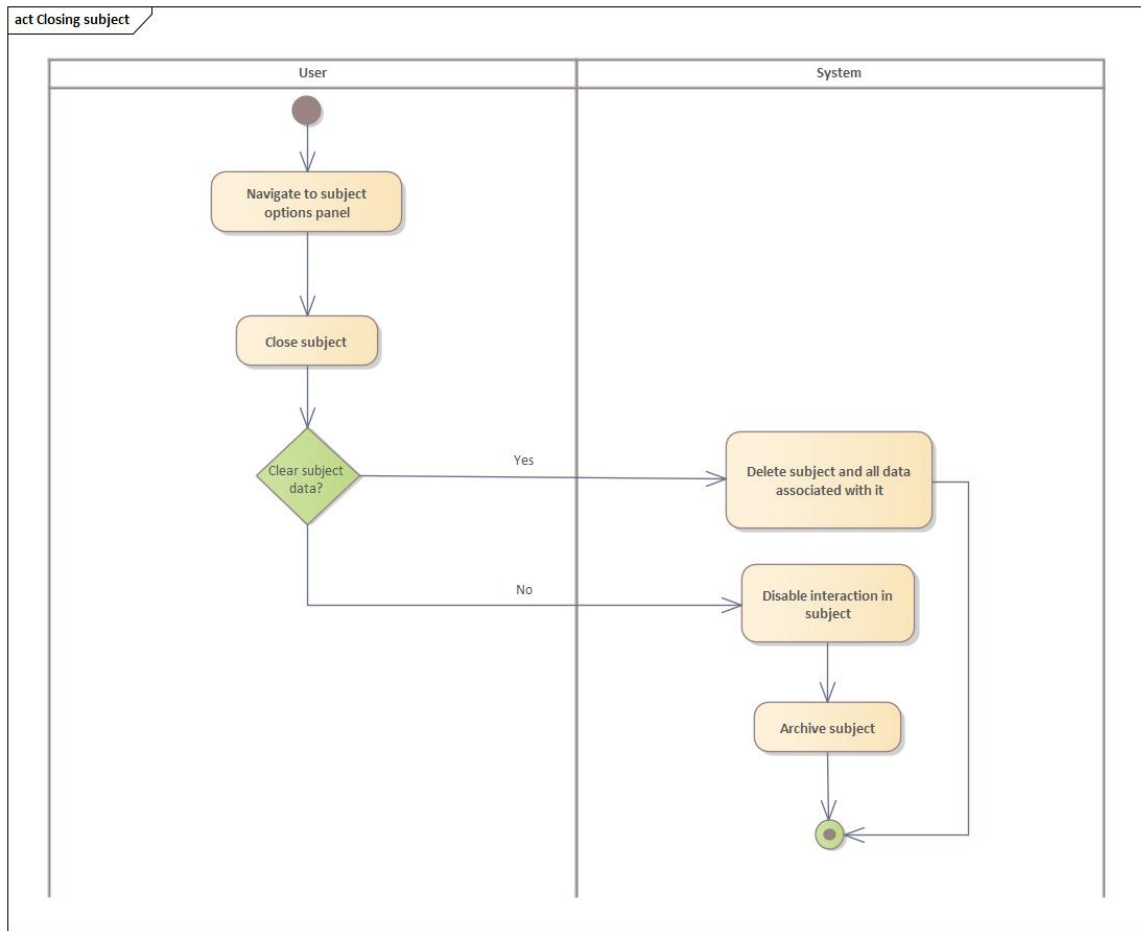 act Closing subject
User
System
Navigate to subject
options panel
Close subject
Clear subject
data?
Yes
Delete subject and all data
associated with it
No
Disable interaction in
subject
Archive subject